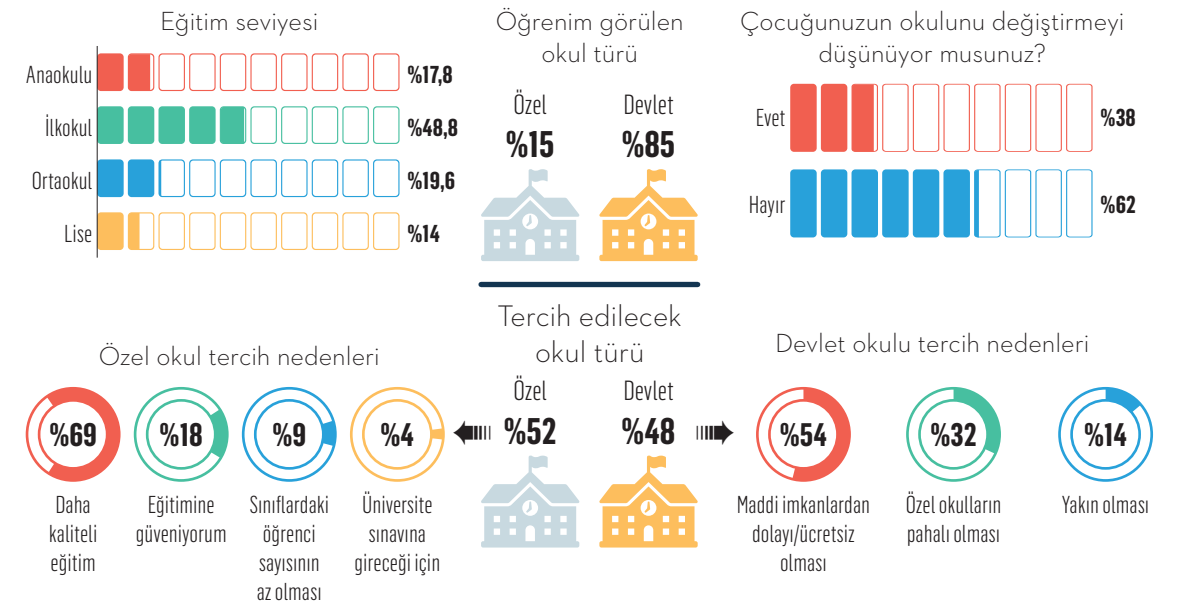 Eğitim seviyesi
Anaokulu %17,8
İlkokul %48,8
Ortaokul %19,6
Lise %14
Öğrenim görülen
okul türü
Özel Devlet
%15 %85
Çocuğunuzun okulunu değiştirmeyi
düşünüyor musunuz?
Evet %38
Hayır %62
Tercih edilecek
okul türü
Özel Devlet
%52 %48
Özel okul tercih nedenleri
%69
Daha
kaliteli
eğitim
%18
Eğitimine
güveniyorum
%9
Sınıflardaki
öğrenci
sayısının
az olması
%4
Üniversite
sınavına
gireceği için
Devlet okulu tercih nedenleri
%54
Maddi imkanlardan
dolayı/ücretsiz
olması
%32
Özel okulların
pahalı olması
%14
Yakın olması